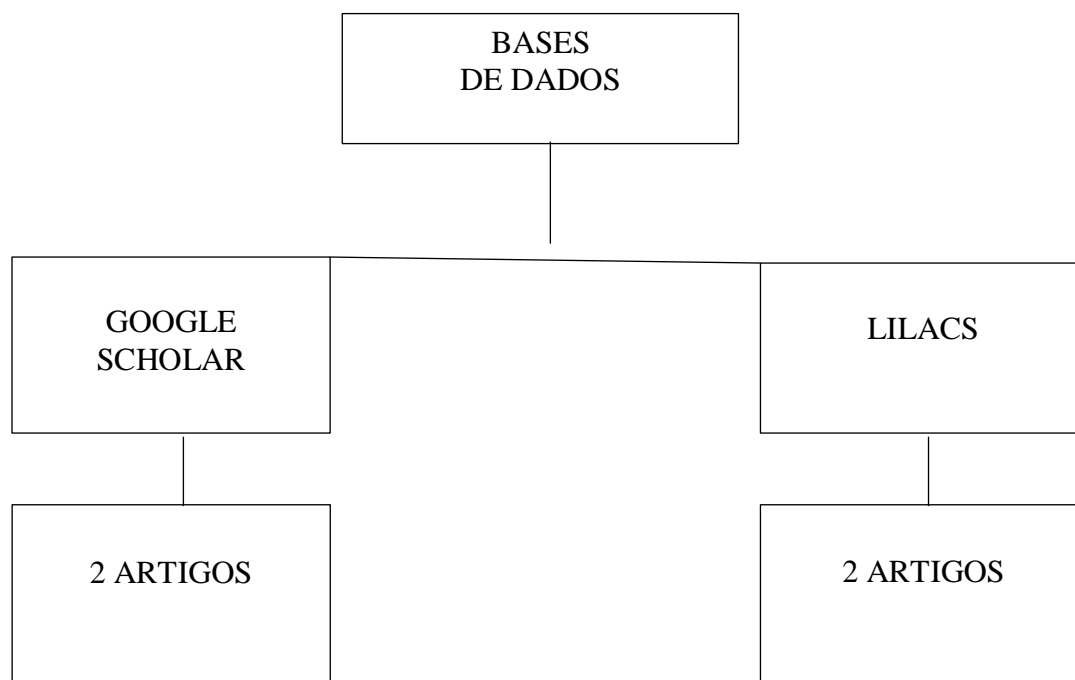 BASES
DE DADOS
GOOGLE
SCHOLAR
LILACS
2 ARTIGOS
2 ARTIGOS